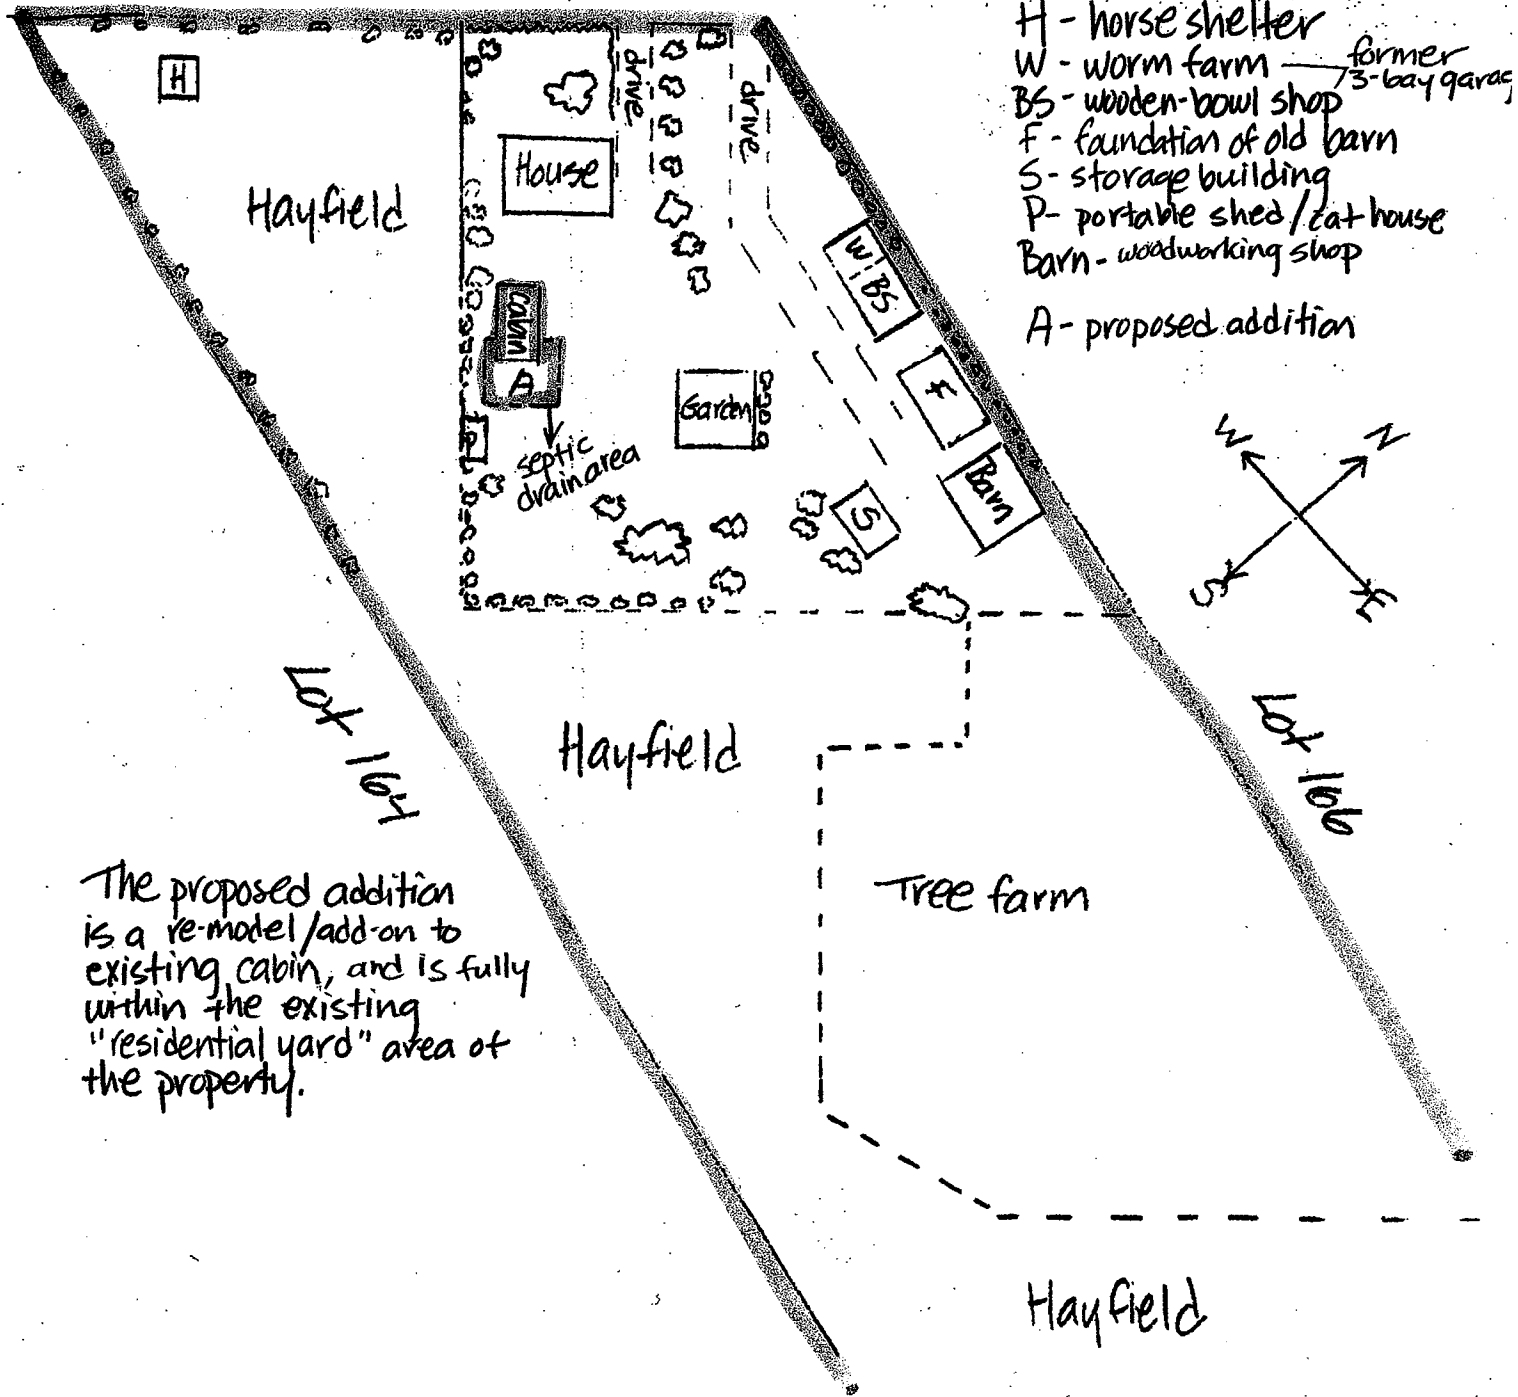 H - horse shelter
W - worm farm — former
3-bay garag
BS - wooden-bowl shop
F - foundation of old barn
S - storage building
P - portable shed/cat house
Barn - woodworking shop
A - proposed addition
H
drive
drive
House
Hayfield
W
BS
Cabin
A
F
Garden
P
septic
drain area
Barn
S
W
N
S
E
Lot 164
Hayfield
Lot 166
The proposed addition
is a re-model/add-on to
existing cabin, and is fully
within the existing
"residential yard" area of
the property.
Tree farm
Hayfield